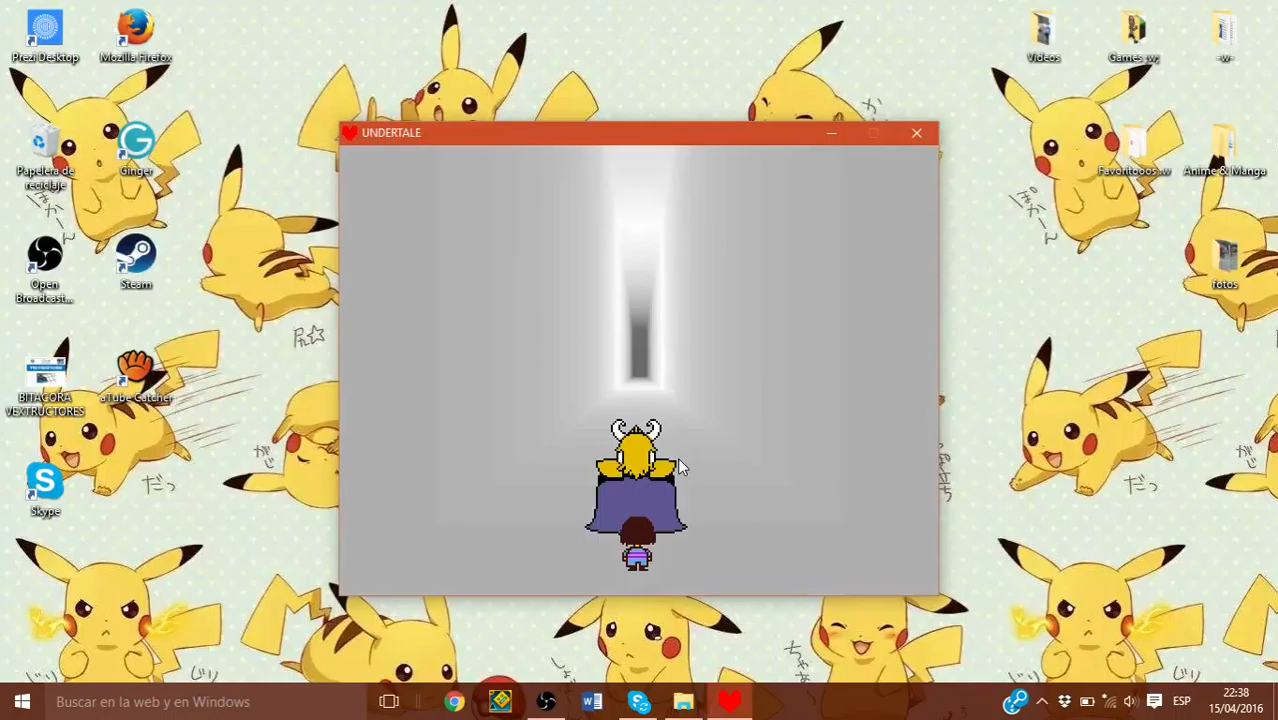 Prezi Desktop
Mozilla Firefox
Videos
Games ;w;
-w-
UNDERTALE
Papelera de
reciclaje
Ginger
Favoritooos .w.
Anime & Manga
Open
Broadcast...
Steam
fotos
BITACORA
VEXTRUCTORES
aTube Catcher
Skype
Buscar en la web y en Windows
ESP
22:38
15/04/2016